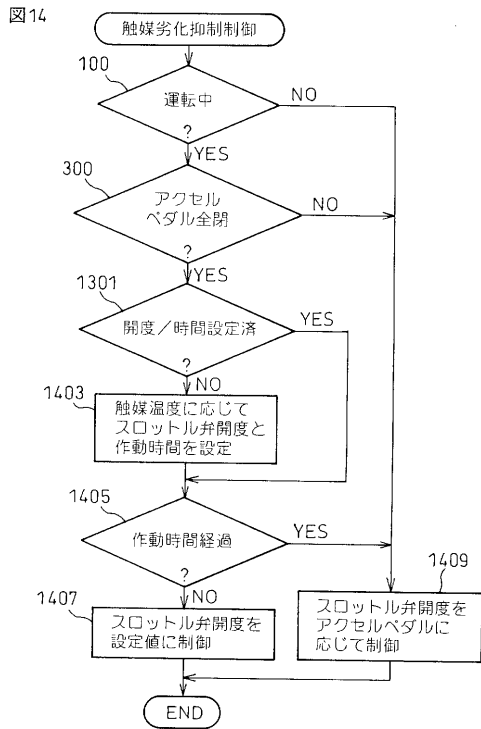 図14
触媒劣化抑制制御
100
運転中
?
NO
YES
300
アクセル
ペダル全閉
?
NO
YES
1301
開度／時間設定済
?
YES
NO
1403
触媒温度に応じて
スロットル弁開度と
作動時間を設定
1405
作動時間経過
?
YES
NO
1407
スロットル弁開度を
設定値に制御
1409
スロットル弁開度を
アクセルペダルに
応じて制御
END